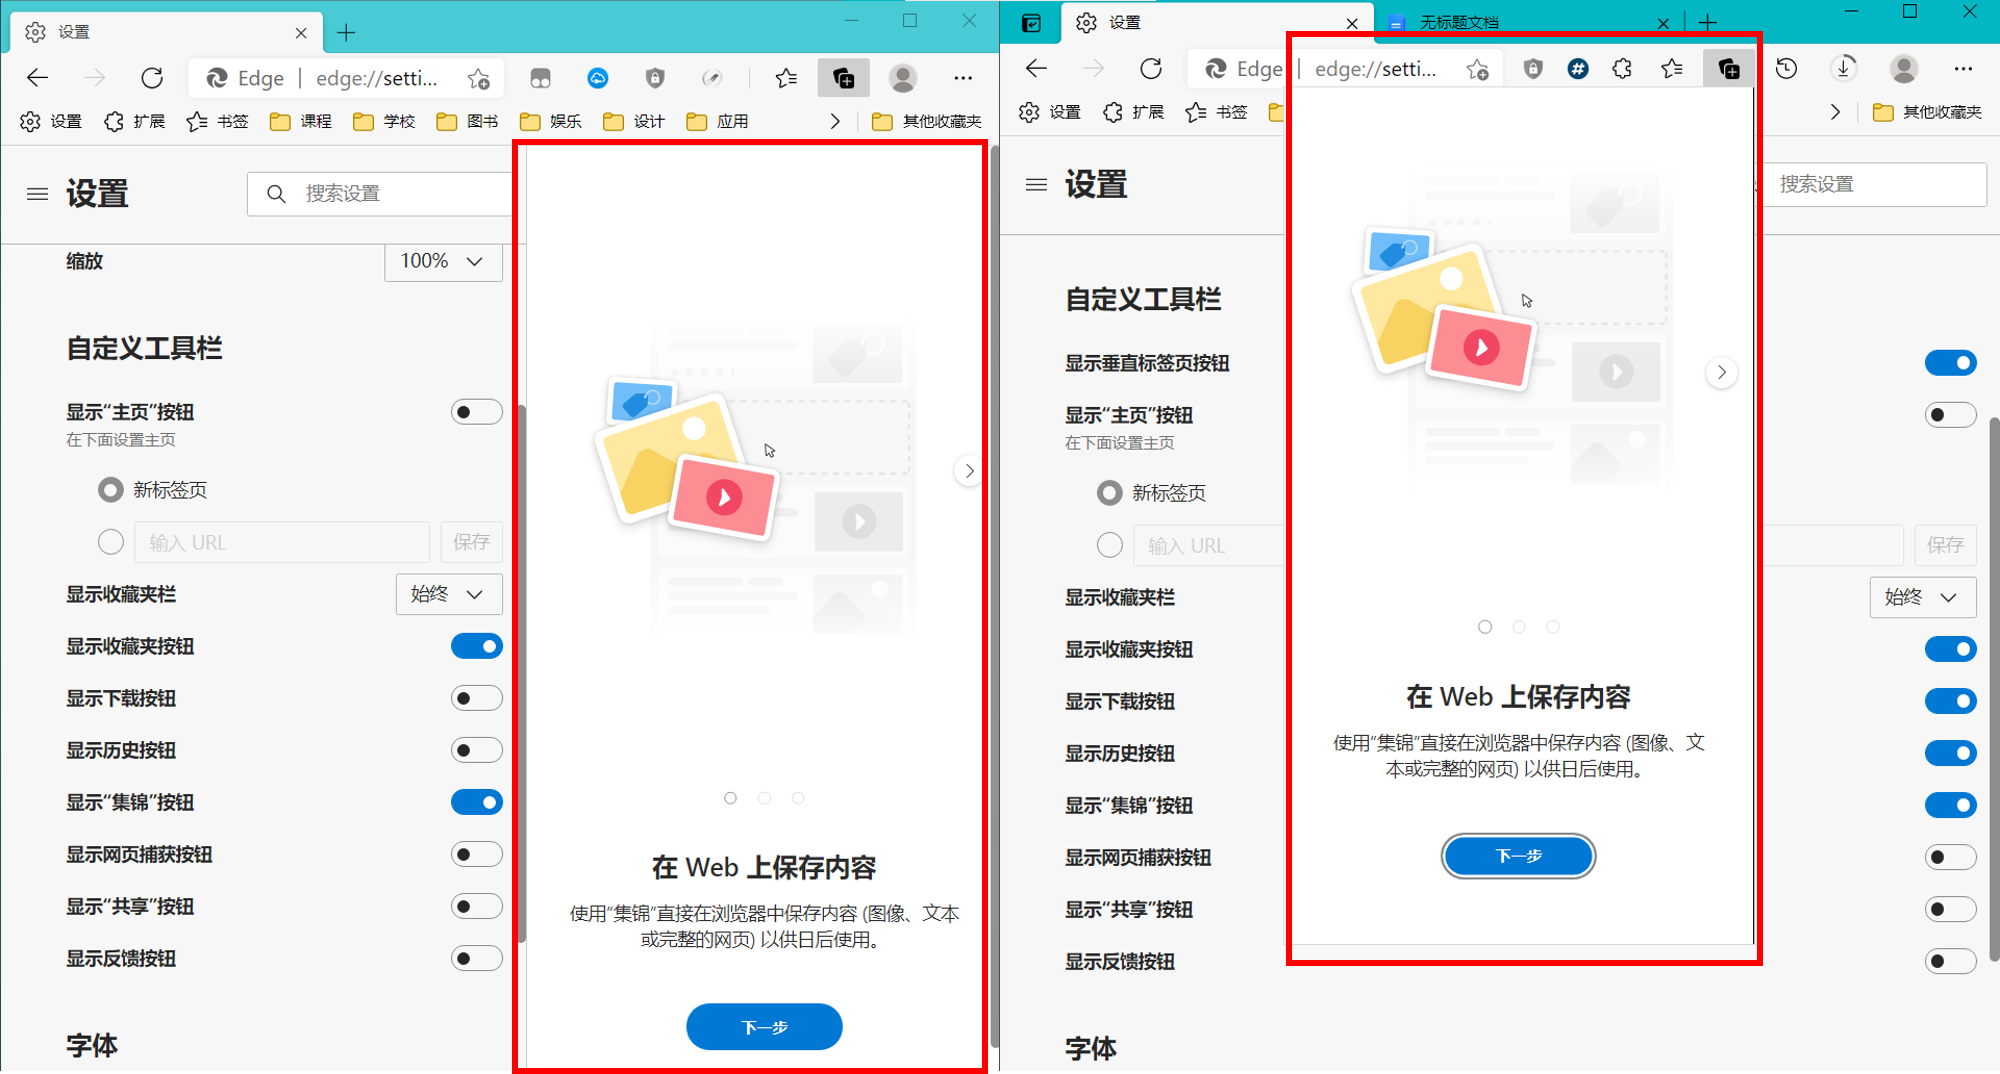 设置
Edge | edge://setti...
设置 扩展 书签 课程 学校 图书 娱乐 设计 应用 其他收藏夹
设置
搜索设置
缩放
100%
自定义工具栏
显示“主页”按钮
在下面设置主页
新标签页
输入 URL
保存
显示收藏夹栏
始终
显示收藏夹按钮
显示下载按钮
显示历史按钮
显示“集锦”按钮
显示网页捕获按钮
显示“共享”按钮
显示反馈按钮
字体
在 Web 上保存内容
使用“集锦”直接在浏览器中保存内容 (图像、文本
或完整的网页) 以供日后使用。
下一步
设置
无标题文档
Edge | edge://setti...
设置 扩展 书签 其他收藏夹
设置
搜索设置
自定义工具栏
显示垂直标签页按钮
显示“主页”按钮
在下面设置主页
新标签页
输入 URL
保存
显示收藏夹栏
始终
显示收藏夹按钮
显示下载按钮
显示历史按钮
显示“集锦”按钮
显示网页捕获按钮
显示“共享”按钮
显示反馈按钮
字体
在 Web 上保存内容
使用“集锦”直接在浏览器中保存内容 (图像、文
本或完整的网页) 以供日后使用。
下一步